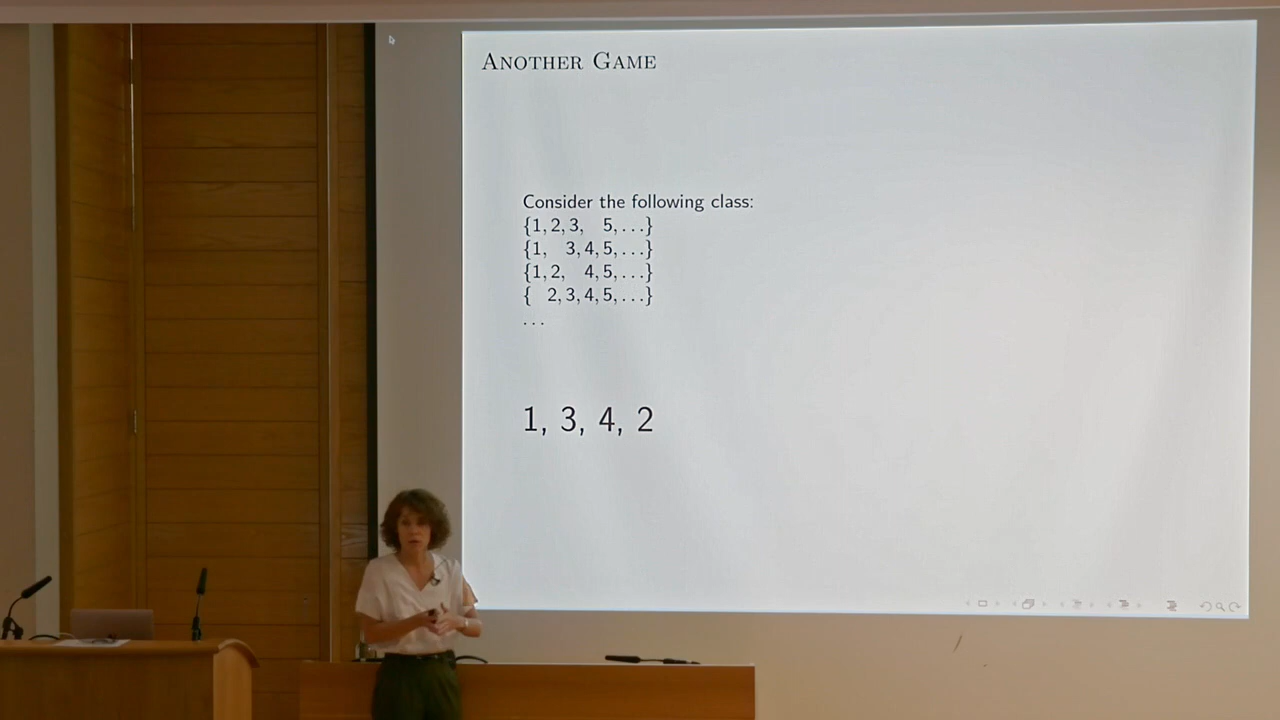 ANOTHER GAME
Consider the following class:
{1, 2, 3, 5, ...}
{1, 3, 4, 5, ...}
{1, 2, 4, 5, ...}
{ 2, 3, 4, 5, ...}
...
1, 3, 4, 2